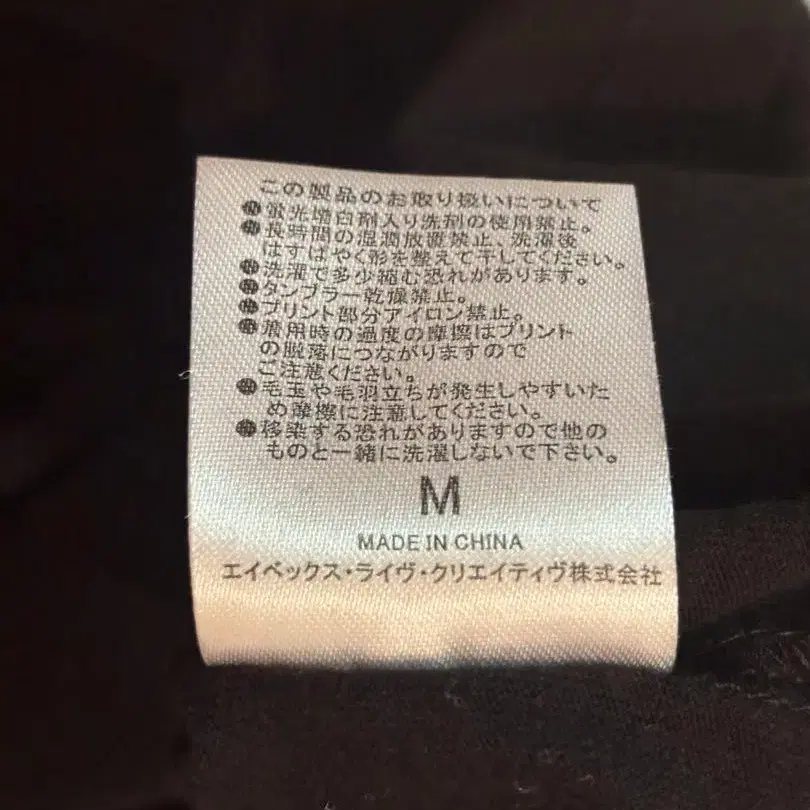 この製品のお取り扱いについて
●蛍光増白剤入り洗剤の使用禁止。
●長時間の湿潤放置禁止、洗濯後
はすばやく形を整えて干してください。
●洗濯で多少縮む恐れがあります。
●タンブラー乾燥禁止。
●プリント部分アイロン禁止。
●着用時の過度の摩擦はプリント
の脱落につながりますので
ご注意ください。
●毛玉や毛羽立ちが発生しやすいた
め摩擦に注意してください。
●移染する恐れがありますので他の
ものと一緒に洗濯しないで下さい。
M
MADE IN CHINA
エイベックス・ライヴ・クリエイティヴ株式会社